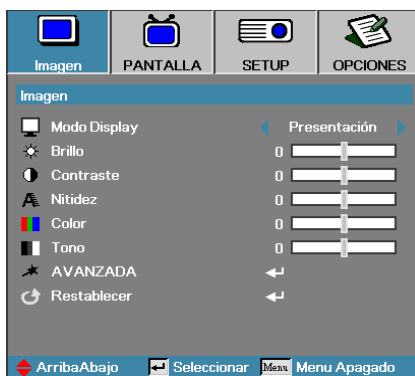 Imagen PANTALLA SETUP OPCIONES
Imagen
Modo Display Presentación
Brillo 0
Contraste 0
Nitidez 0
Color 0
Tono 0
AVANZADA
Restablecer
ArribaAbajo Seleccionar Menu Menu Apagado